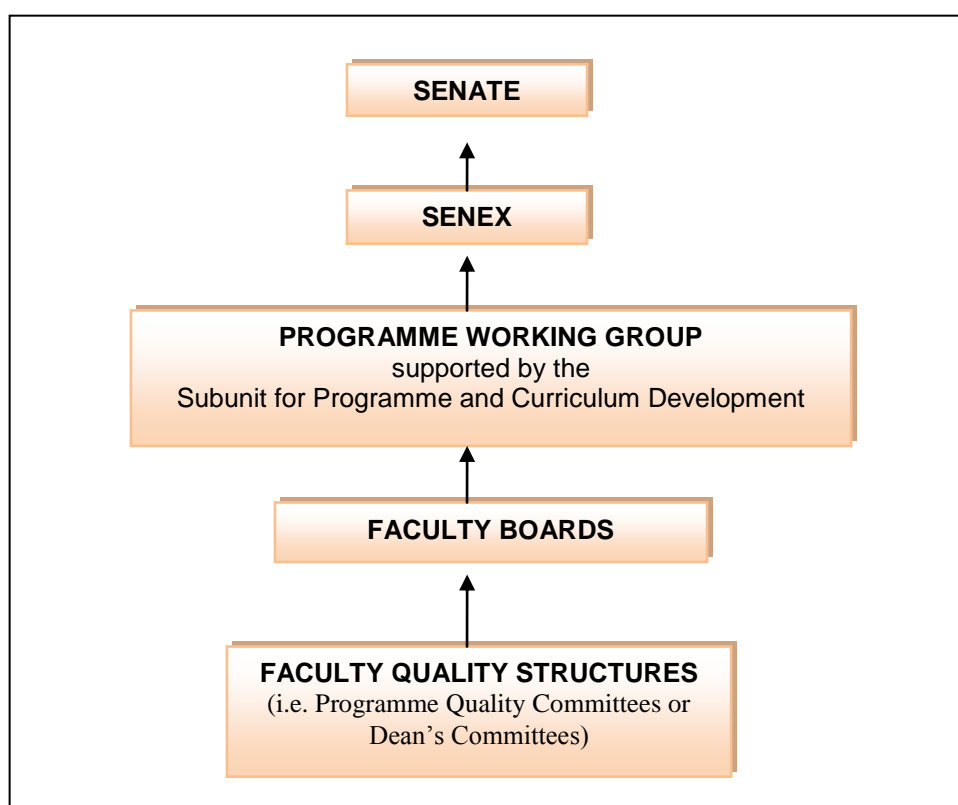 SENATE
SENEX
PROGRAMME WORKING GROUP
supported by the
Subunit for Programme and Curriculum Development
FACULTY BOARDS
FACULTY QUALITY STRUCTURES
(i.e. Programme Quality Committees or
Dean’s Committees)